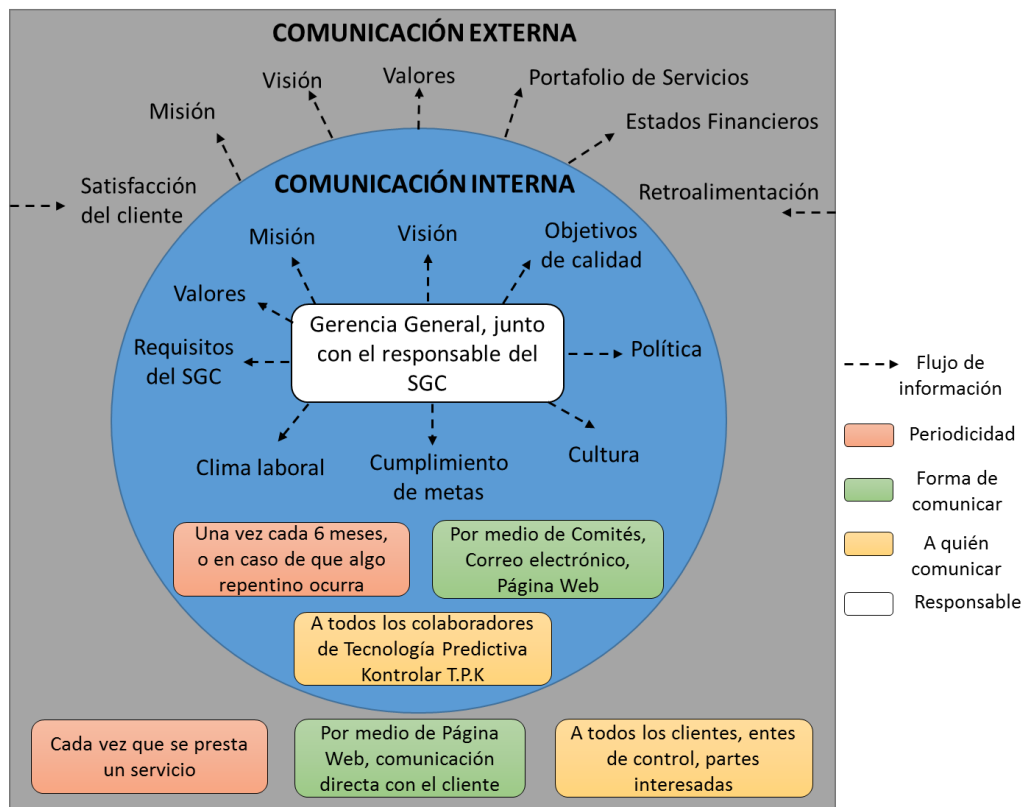 COMUNICACIÓN EXTERNA
Visión
Valores
Portafolio de Servicios
Misión
Estados Financieros
Satisfacción
del cliente
Retroalimentación
COMUNICACIÓN INTERNA
Misión
Visión
Objetivos
de calidad
Valores
Requisitos
del SGC
Gerencia General, junto
con el responsable del
SGC
Política
Clima laboral
Cumplimiento
de metas
Cultura
Una vez cada 6 meses,
o en caso de que algo
repentino ocurra
Por medio de Comités,
Correo electrónico,
Página Web
A todos los colaboradores
de Tecnología Predictiva
Kontrolar T.P.K
Cada vez que se presta
un servicio
Por medio de Página
Web, comunicación
directa con el cliente
A todos los clientes, entes
de control, partes
interesadas
Flujo de
información
Periodicidad
Forma de
comunicar
A quién
comunicar
Responsable